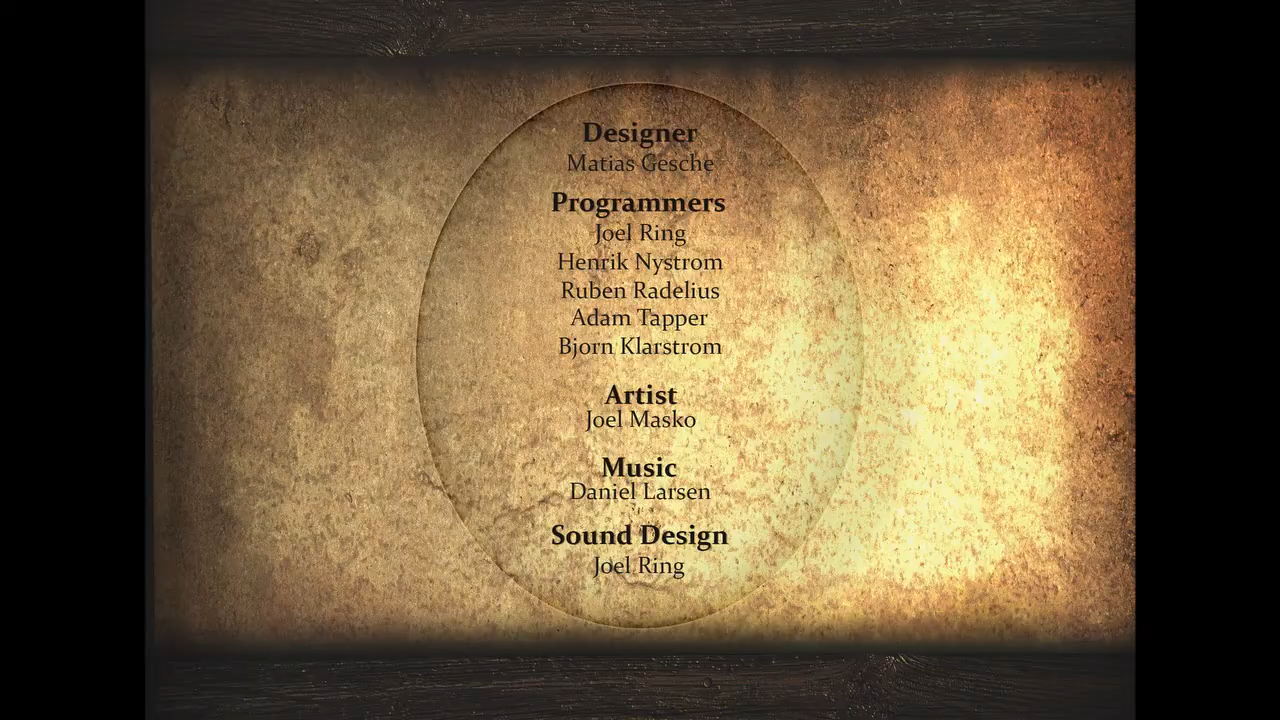 Designer
Matias Gesche
Programmers
Joel Ring
Henrik Nystrom
Ruben Radelius
Adam Tapper
Bjorn Klarstrom
Artist
Joel Masko
Music
Daniel Larsen
Sound Design
Joel Ring